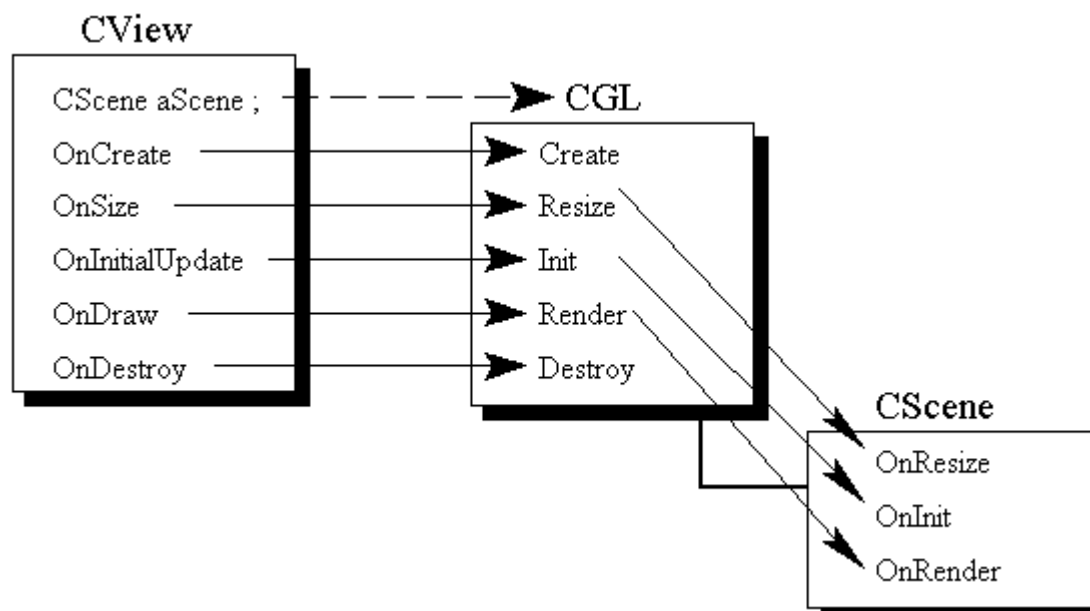 CView
CScene aScene ;
OnCreate
OnSize
OnInitialUpdate
OnDraw
OnDestroy
CGL
Create
Resize
Init
Render
Destroy
CScene
OnResize
OnInit
OnRender